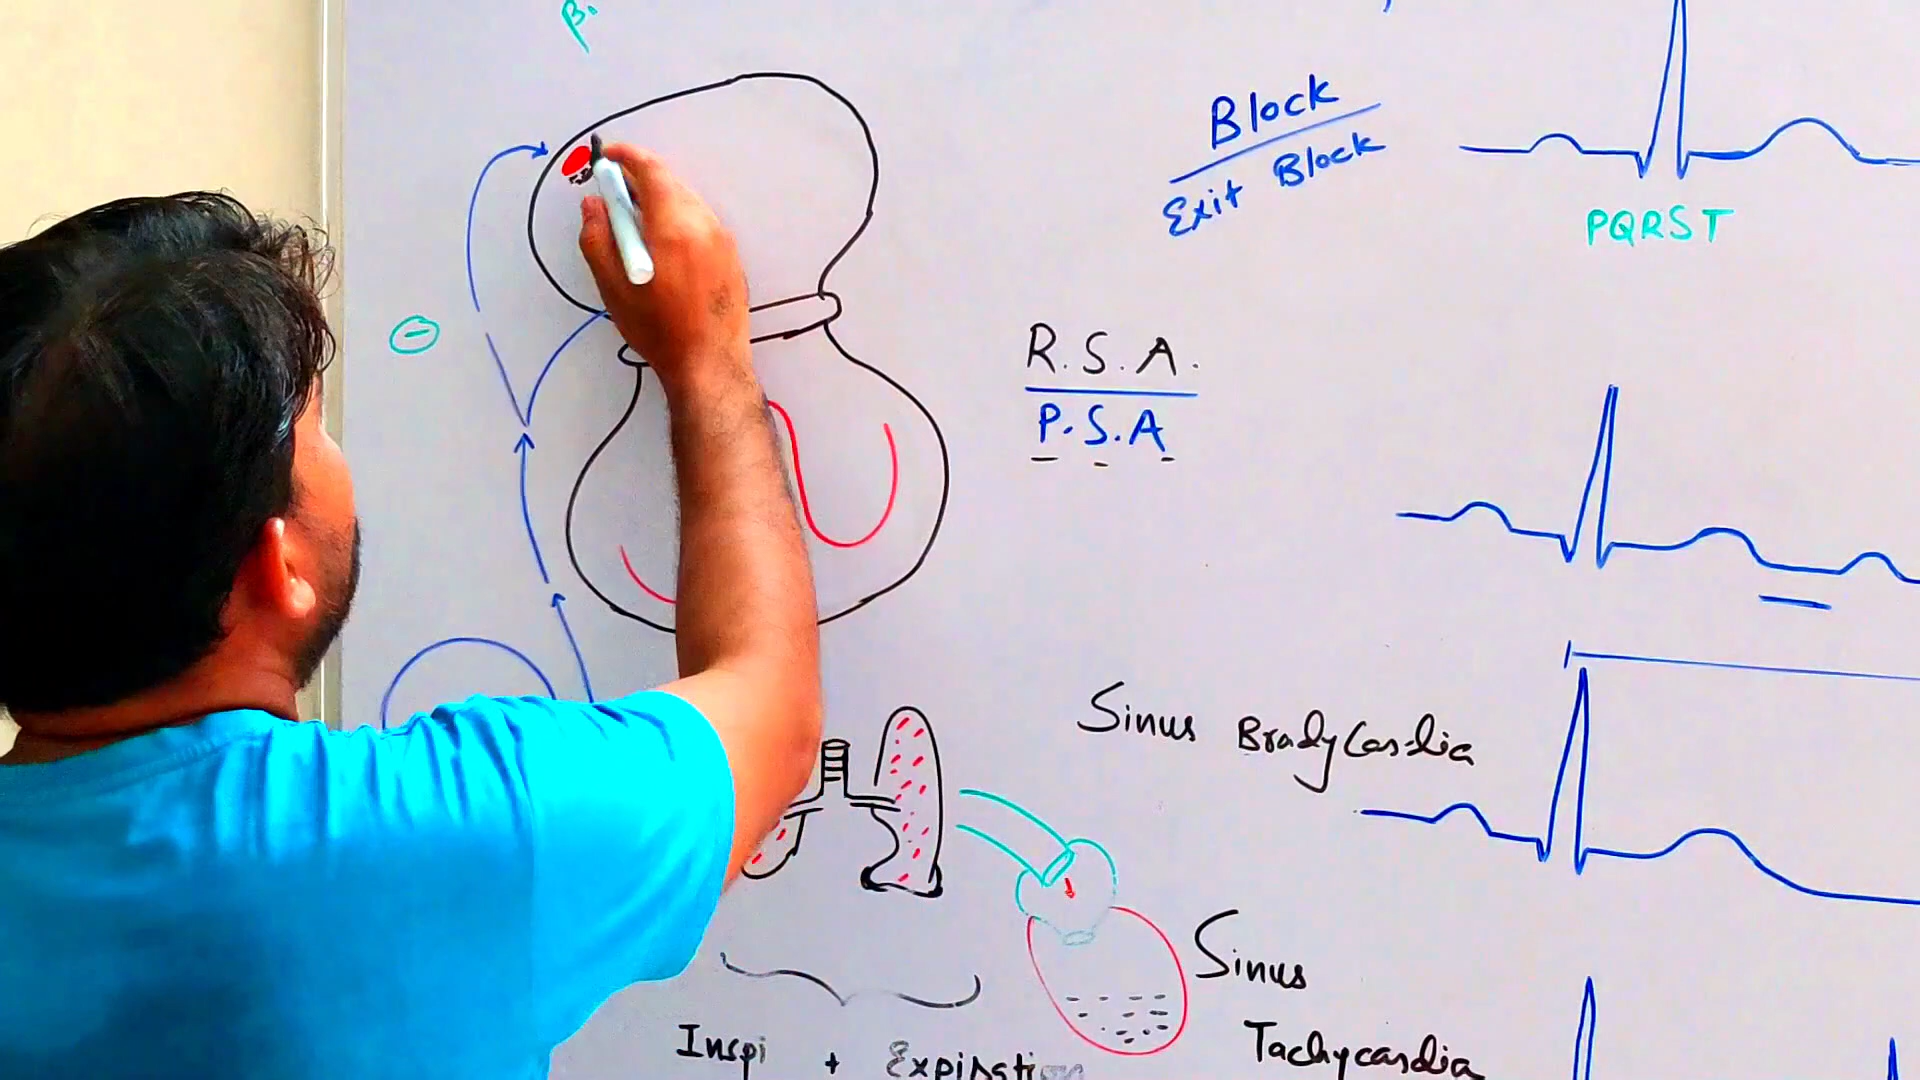 Block
Exit Block
PQRST
R.S.A.
P.S.A
Sinus Bradycardia
Sinus
Tachycardia
Inspi + Expiration